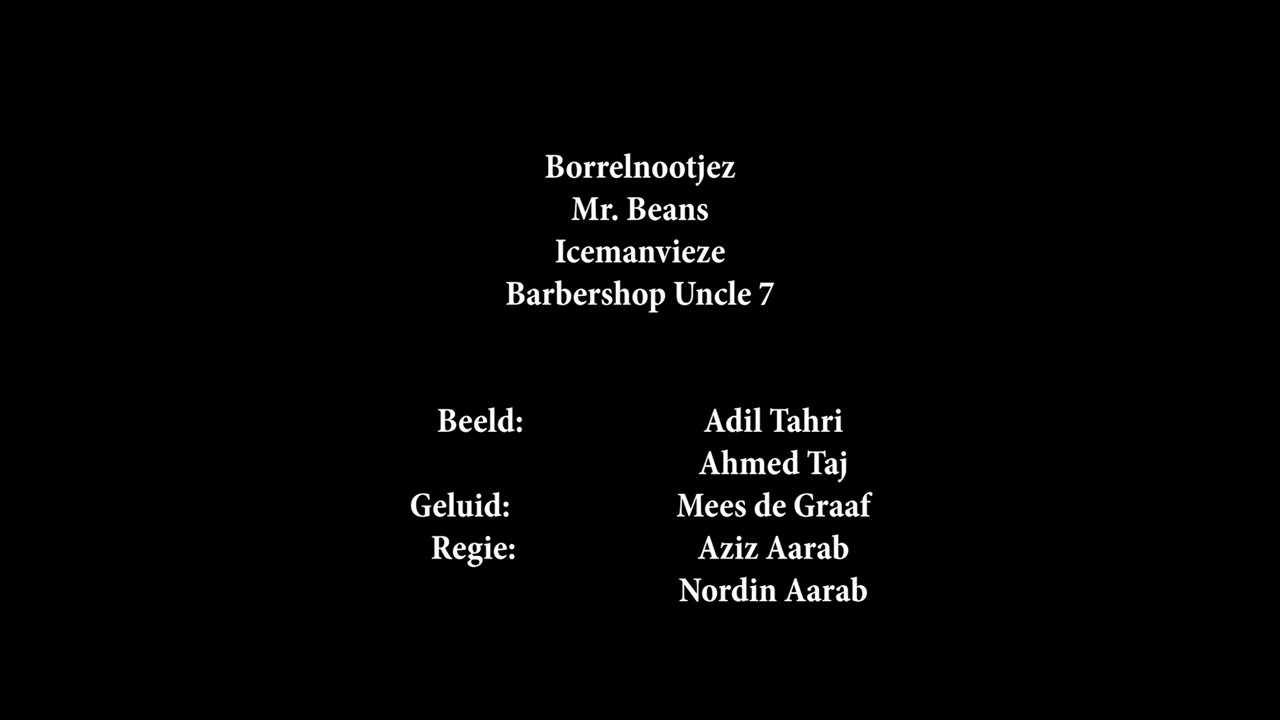 Borrelnootjez
Mr. Beans
Icemanvieze
Barbershop Uncle 7
Beeld: Adil Tahri
Ahmed Taj
Geluid: Mees de Graaf
Regie: Aziz Aarab
Nordin Aarab